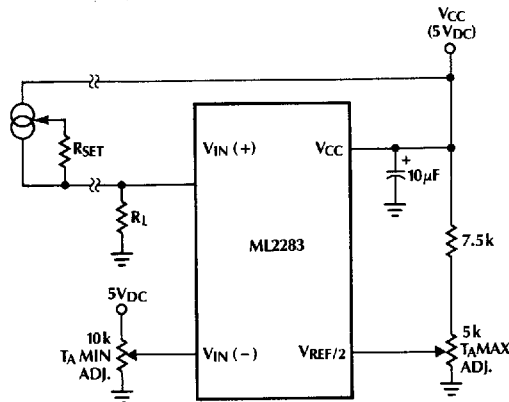 VCC
(5VDC)
RSET
VIN (+)
VCC
+
10µF
RL
ML2283
7.5k
5VDC
10k
TA MIN
ADJ.
VIN (−)
VREF/2
5k
TAMAX
ADJ.